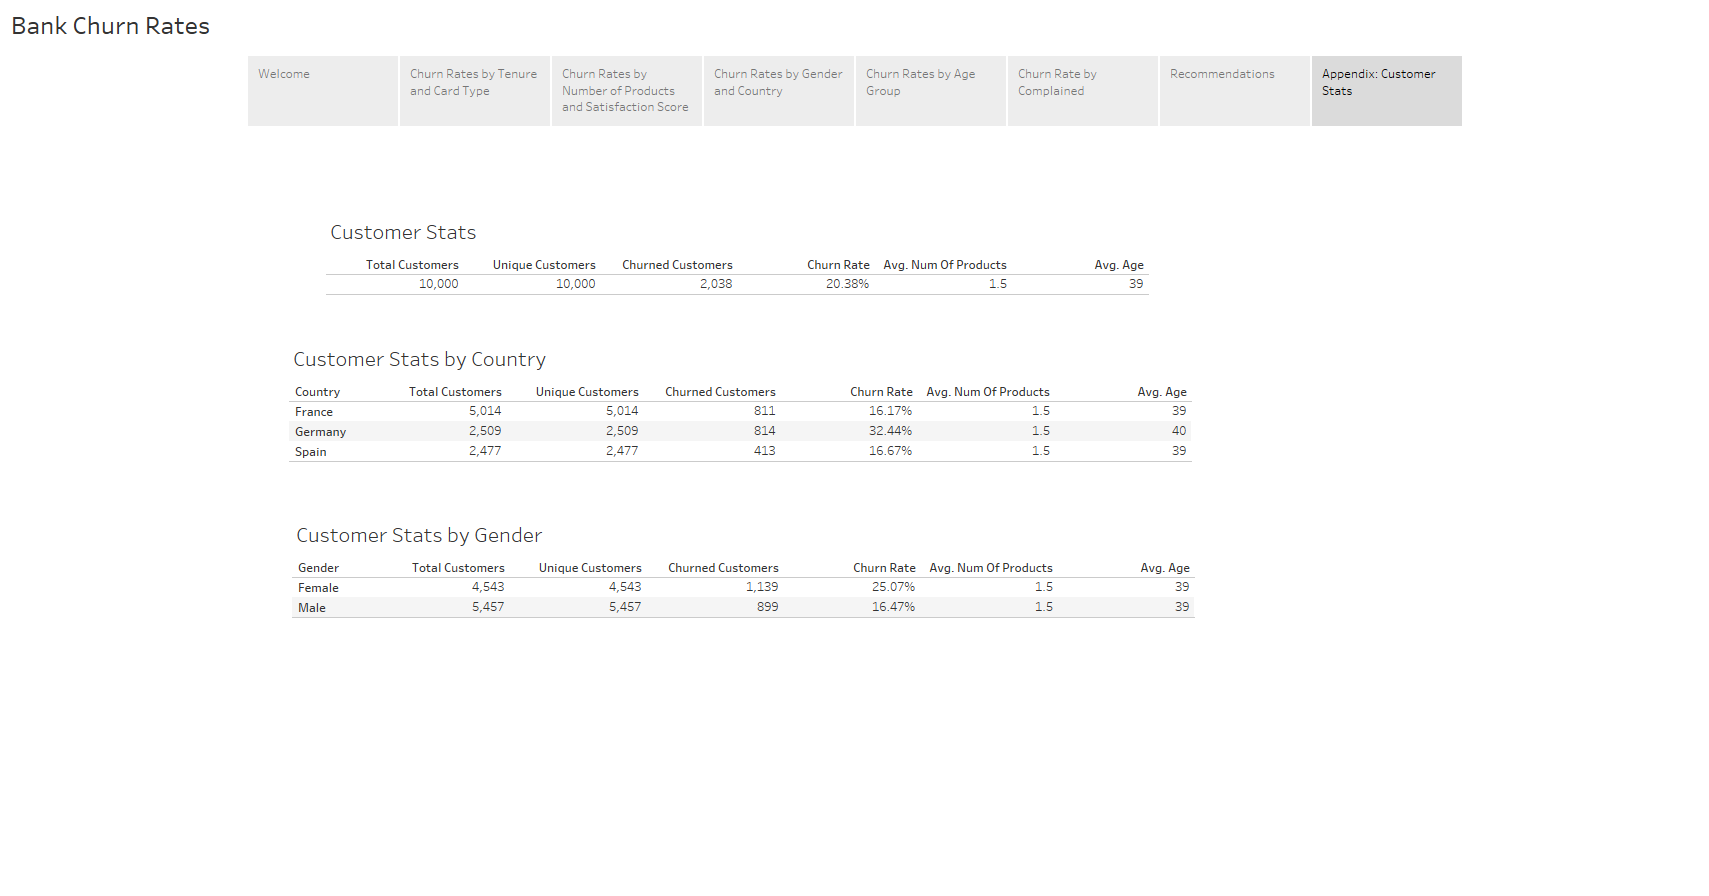 Bank Churn Rates
Welcome
Churn Rates by Tenure
and Card Type
Churn Rates by
Number of Products
and Satisfaction Score
Churn Rates by Gender
and Country
Churn Rates by Age
Group
Churn Rate by
Complained
Recommendations
Appendix: Customer
Stats
Customer Stats
Total Customers Unique Customers Churned Customers Churn Rate Avg. Num Of Products Avg. Age
10,000 10,000 2,038 20.38% 1.5 39
Customer Stats by Country
Country Total Customers Unique Customers Churned Customers Churn Rate Avg. Num Of Products Avg. Age
France 5,014 5,014 811 16.17% 1.5 39
Germany 2,509 2,509 814 32.44% 1.5 40
Spain 2,477 2,477 413 16.67% 1.5 39
Customer Stats by Gender
Gender Total Customers Unique Customers Churned Customers Churn Rate Avg. Num Of Products Avg. Age
Female 4,543 4,543 1,139 25.07% 1.5 39
Male 5,457 5,457 899 16.47% 1.5 39